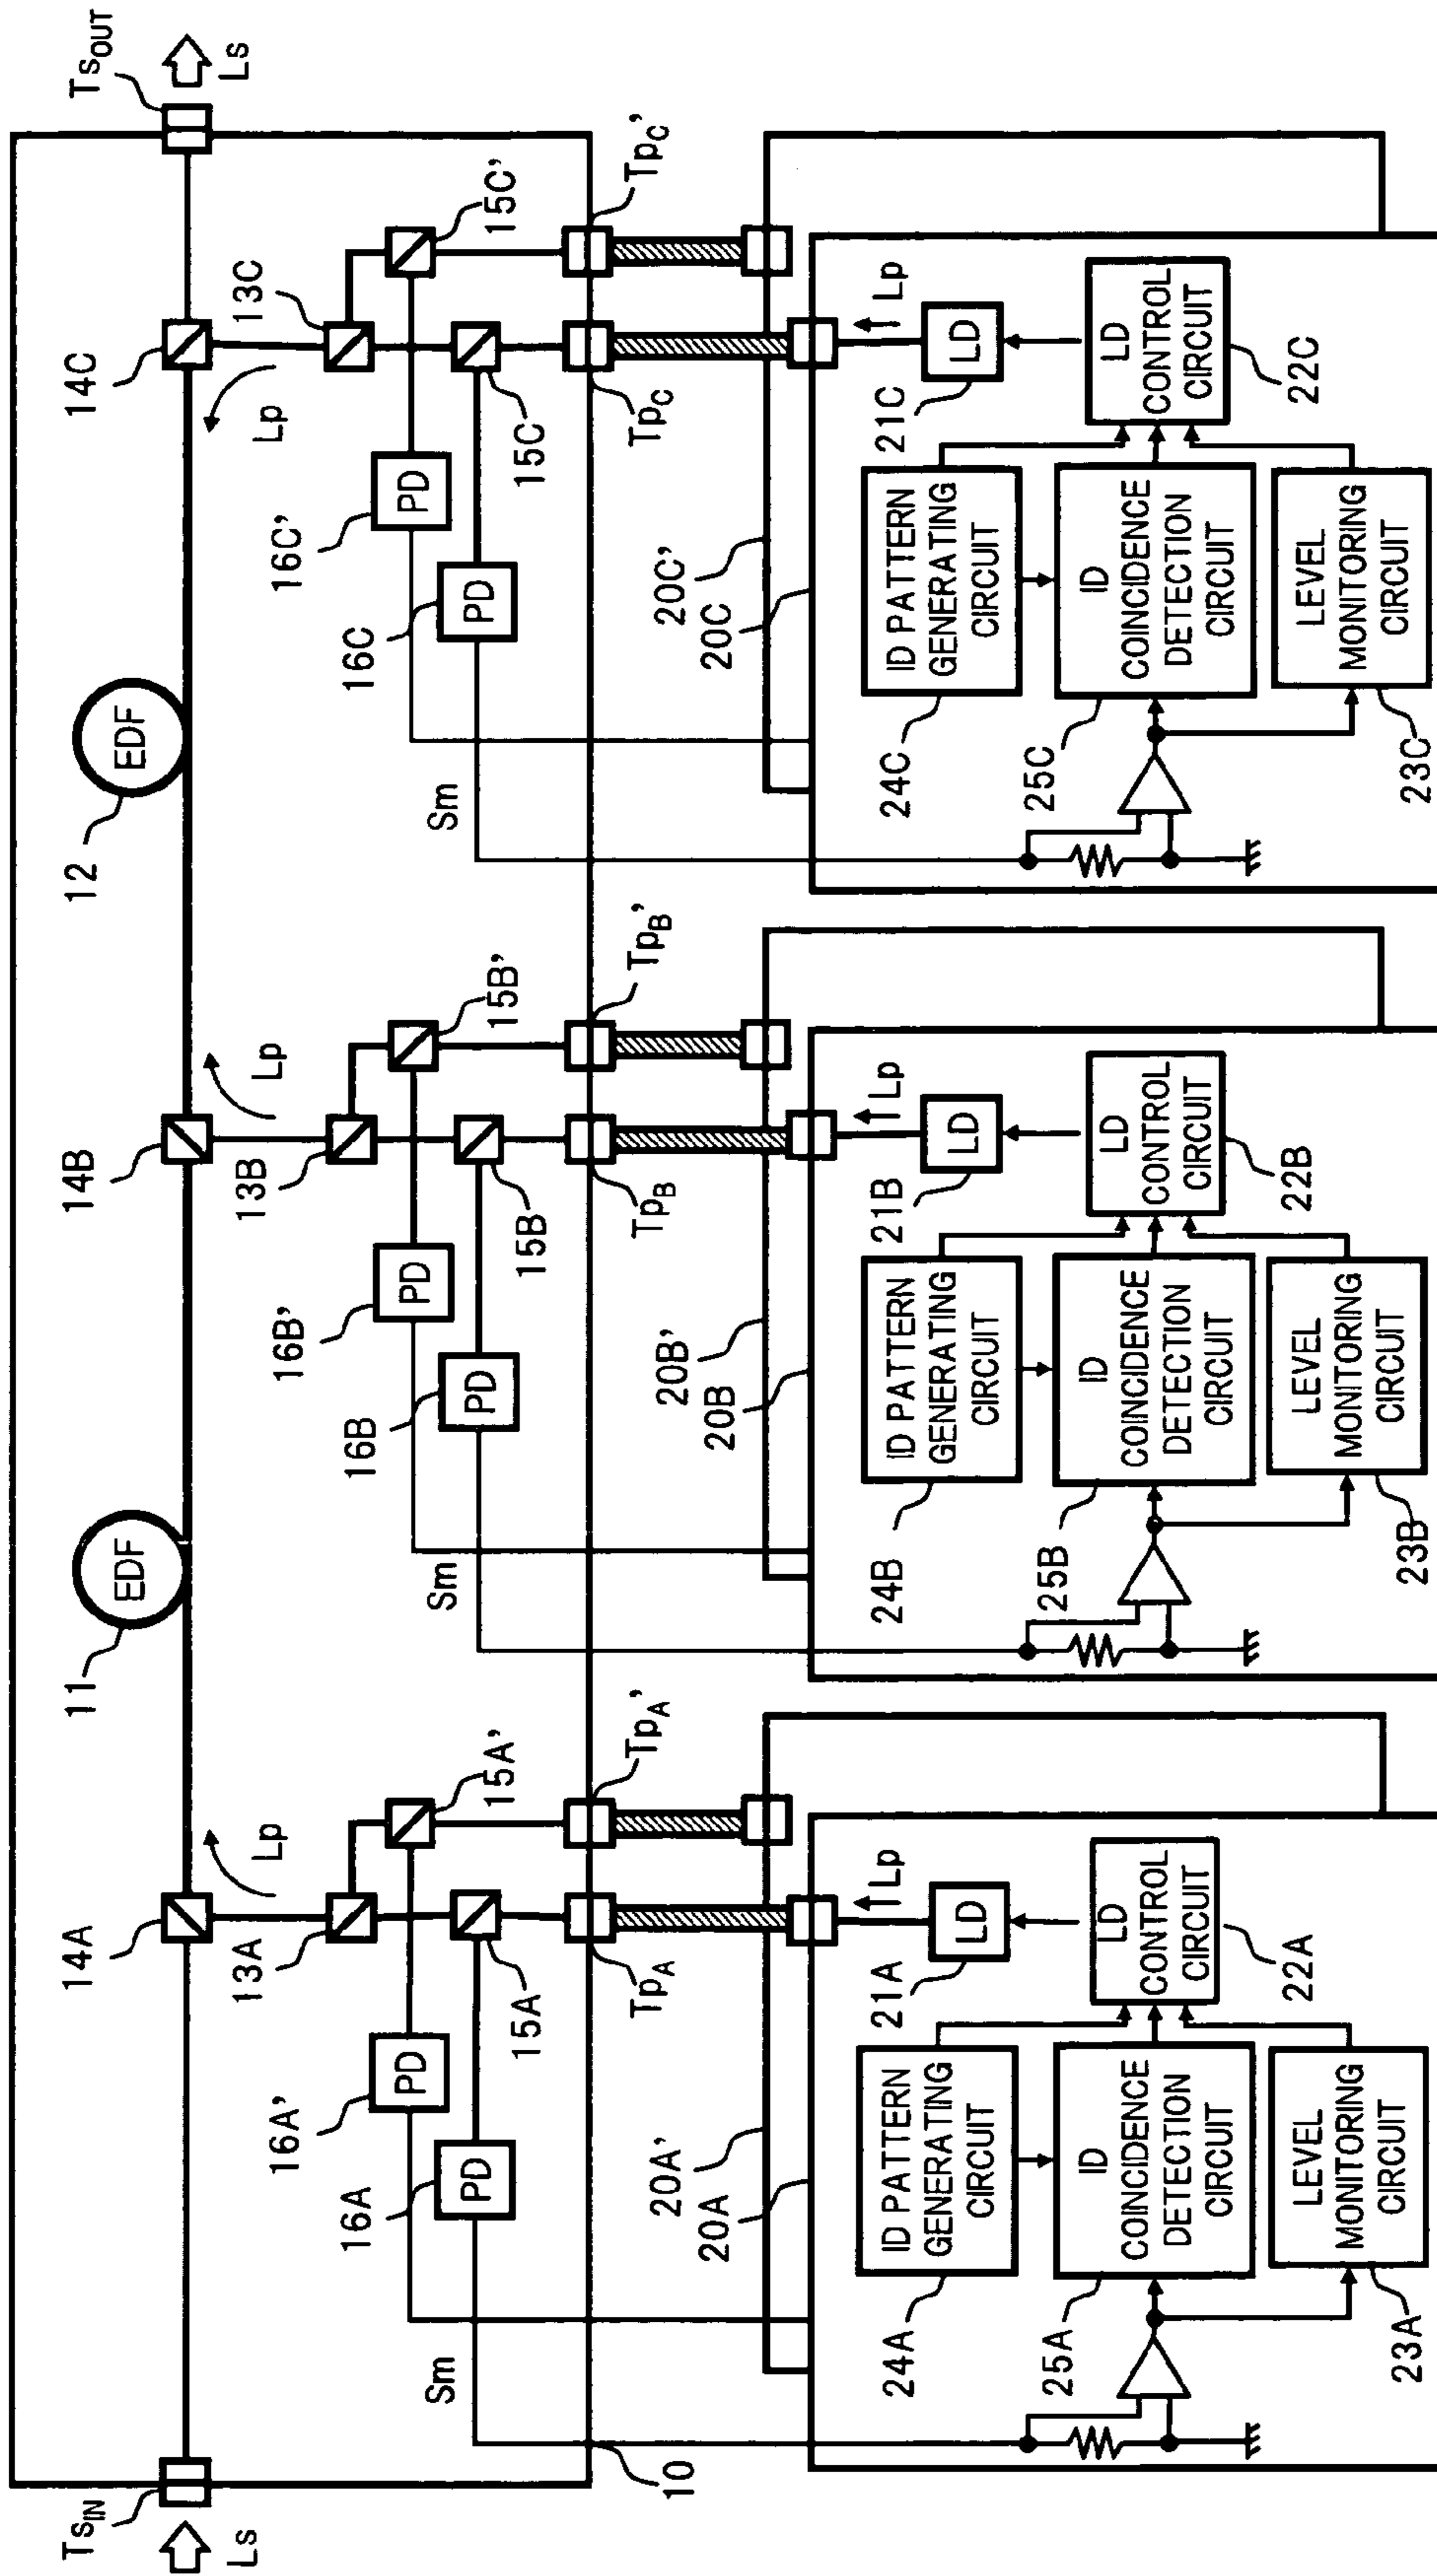 Ts_IN
Ls
14A
11
EDF
14B
12
EDF
14C
Ts_OUT
Ls
Lp
13A
15A'
16A'
PD
16A
PD
15A
Sm
10
Tp_A
Tp_A'
Lp
13B
15B'
16B'
PD
16B
PD
15B
Sm
Tp_B
Tp_B'
Lp
13C
15C'
16C'
PD
16C
PD
15C
Sm
Tp_C
Tp_C'
20A'
20A
Lp
21A
LD
24A
ID PATTERN
GENERATING
CIRCUIT
LD
CONTROL
CIRCUIT
22A
25A
ID
COINCIDENCE
DETECTION
CIRCUIT
LEVEL
MONITORING
CIRCUIT
23A
20B'
20B
Lp
21B
LD
24B
ID PATTERN
GENERATING
CIRCUIT
LD
CONTROL
CIRCUIT
22B
25B
ID
COINCIDENCE
DETECTION
CIRCUIT
LEVEL
MONITORING
CIRCUIT
23B
20C'
20C
Lp
21C
LD
24C
ID PATTERN
GENERATING
CIRCUIT
LD
CONTROL
CIRCUIT
22C
25C
ID
COINCIDENCE
DETECTION
CIRCUIT
LEVEL
MONITORING
CIRCUIT
23C